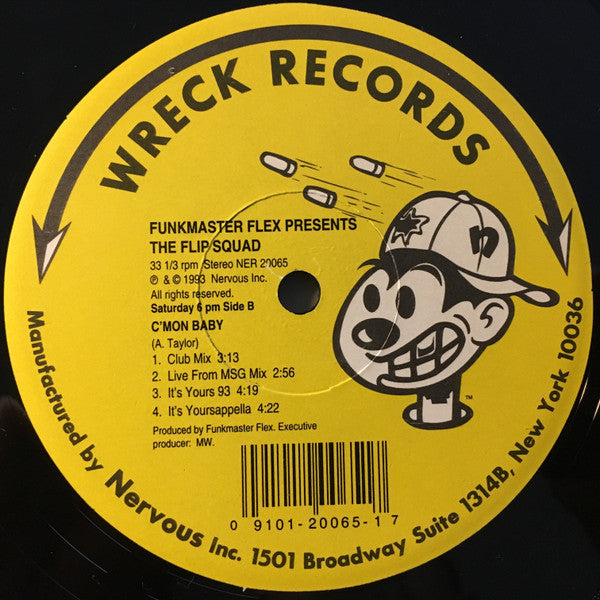 WRECK RECORDS
FUNKMASTER FLEX PRESENTS
THE FLIP SQUAD
33 1/3 rpm /Stereo NER 20065
℗ & © 1993 Nervous Inc.
All rights reserved.
Saturday 6 pm Side B
C'MON BABY
(A. Taylor)
1. Club Mix 3:13
2. Live From MSG Mix 2:56
3. It's Yours 93 4:19
4. It's Yoursappella 4:22
Produced by Funkmaster Flex. Executive
producer: MW.
n
TM
0 9101-20065-1 7
Manufactured by Nervous Inc. 1501 Broadway Suite 1314B, New York 10036